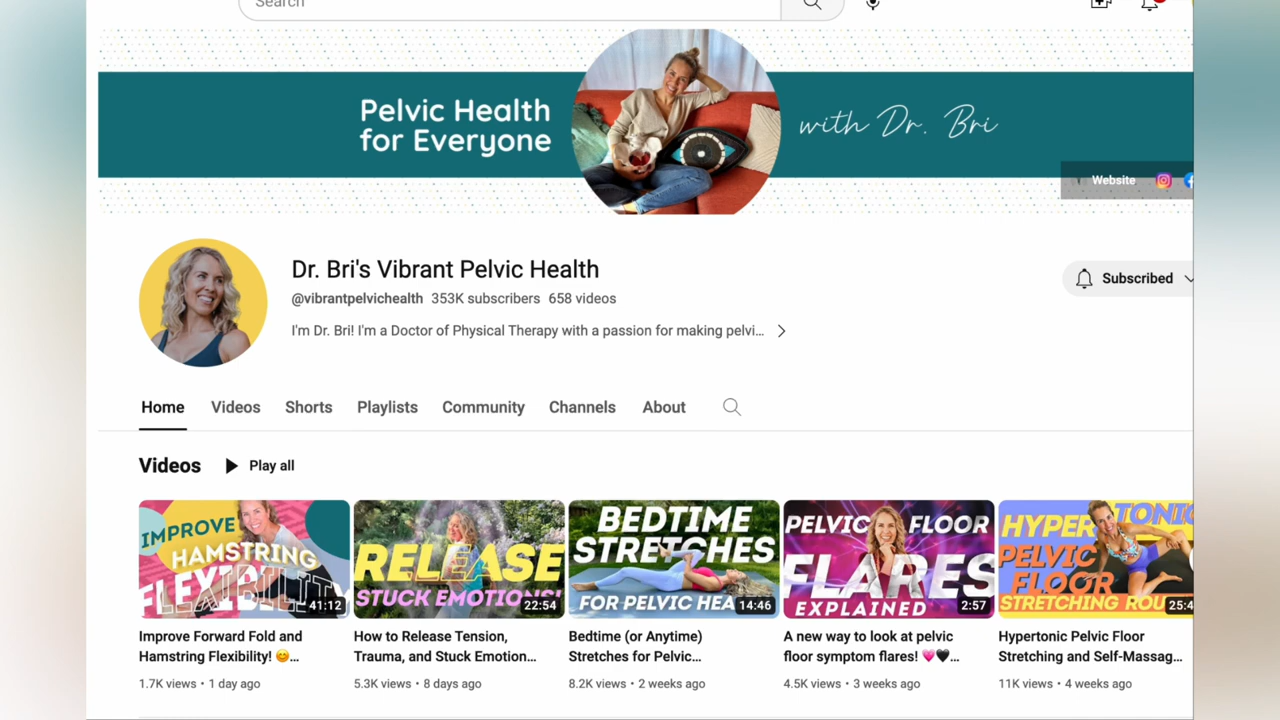 Search
Pelvic Health
for Everyone
with Dr. Bri
Website
Dr. Bri's Vibrant Pelvic Health
@vibrantpelvichealth 353K subscribers 658 videos
I'm Dr. Bri! I'm a Doctor of Physical Therapy with a passion for making pelvi...
Subscribed
Home Videos Shorts Playlists Community Channels About
Videos Play all
IMPROVE
HAMSTRING
FLEXIBILITY
41:12
RELEASE
STUCK EMOTIONS!
22:54
BEDTIME
STRETCHES
FOR PELVIC HEA
14:46
PELVIC FLOOR
FLARES
EXPLAINED
2:57
HYPER TONIC
PELVIC
FLOOR
STRETCHING ROU
25:4
Improve Forward Fold and
Hamstring Flexibility! 😊...
1.7K views • 1 day ago
How to Release Tension,
Trauma, and Stuck Emotion...
5.3K views • 8 days ago
Bedtime (or Anytime)
Stretches for Pelvic...
8.2K views • 2 weeks ago
A new way to look at pelvic
floor symptom flares! 💗🖤...
4.5K views • 3 weeks ago
Hypertonic Pelvic Floor
Stretching and Self-Massag...
11K views • 4 weeks ago